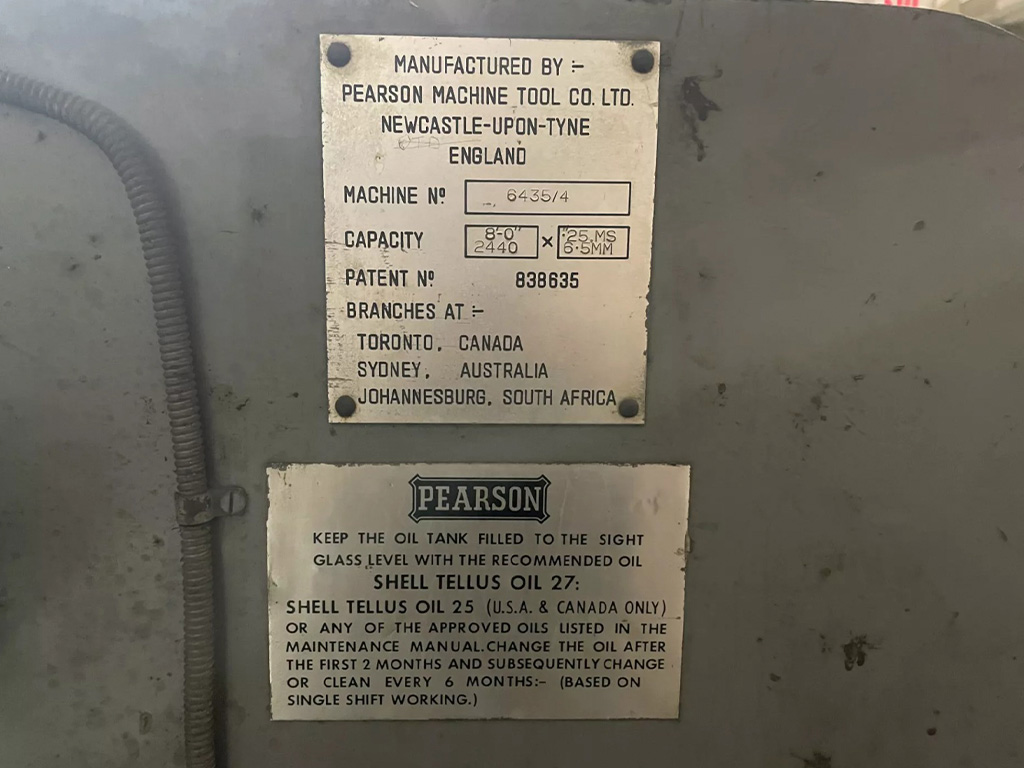 MANUFACTURED BY :-
PEARSON MACHINE TOOL CO. LTD.
NEWCASTLE-UPON-TYNE
ENGLAND
MACHINE Nº 6435/4
CAPACITY 8'-0" 2440 × .25 MS 6.5MM
PATENT Nº 838635
BRANCHES AT :-
TORONTO, CANADA
SYDNEY, AUSTRALIA
JOHANNESBURG, SOUTH AFRICA
PEARSON
KEEP THE OIL TANK FILLED TO THE SIGHT
GLASS LEVEL WITH THE RECOMMENDED OIL
SHELL TELLUS OIL 27:
SHELL TELLUS OIL 25 (U.S.A. & CANADA ONLY)
OR ANY OF THE APPROVED OILS LISTED IN THE
MAINTENANCE MANUAL.CHANGE THE OIL AFTER
THE FIRST 2 MONTHS AND SUBSEQUENTLY CHANGE
OR CLEAN EVERY 6 MONTHS:- (BASED ON
SINGLE SHIFT WORKING.)